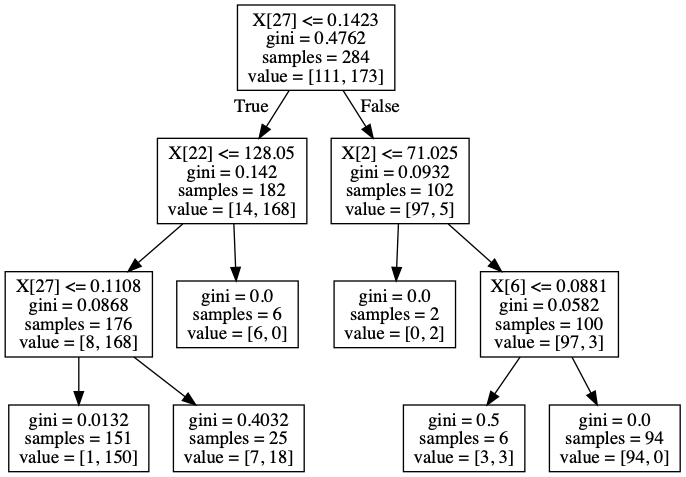 X[27] <= 0.1423
gini = 0.4762
samples = 284
value = [111, 173]
True
False
X[22] <= 128.05
gini = 0.142
samples = 182
value = [14, 168]
X[2] <= 71.025
gini = 0.0932
samples = 102
value = [97, 5]
X[27] <= 0.1108
gini = 0.0868
samples = 176
value = [8, 168]
gini = 0.0
samples = 6
value = [6, 0]
gini = 0.0
samples = 2
value = [0, 2]
X[6] <= 0.0881
gini = 0.0582
samples = 100
value = [97, 3]
gini = 0.0132
samples = 151
value = [1, 150]
gini = 0.4032
samples = 25
value = [7, 18]
gini = 0.5
samples = 6
value = [3, 3]
gini = 0.0
samples = 94
value = [94, 0]